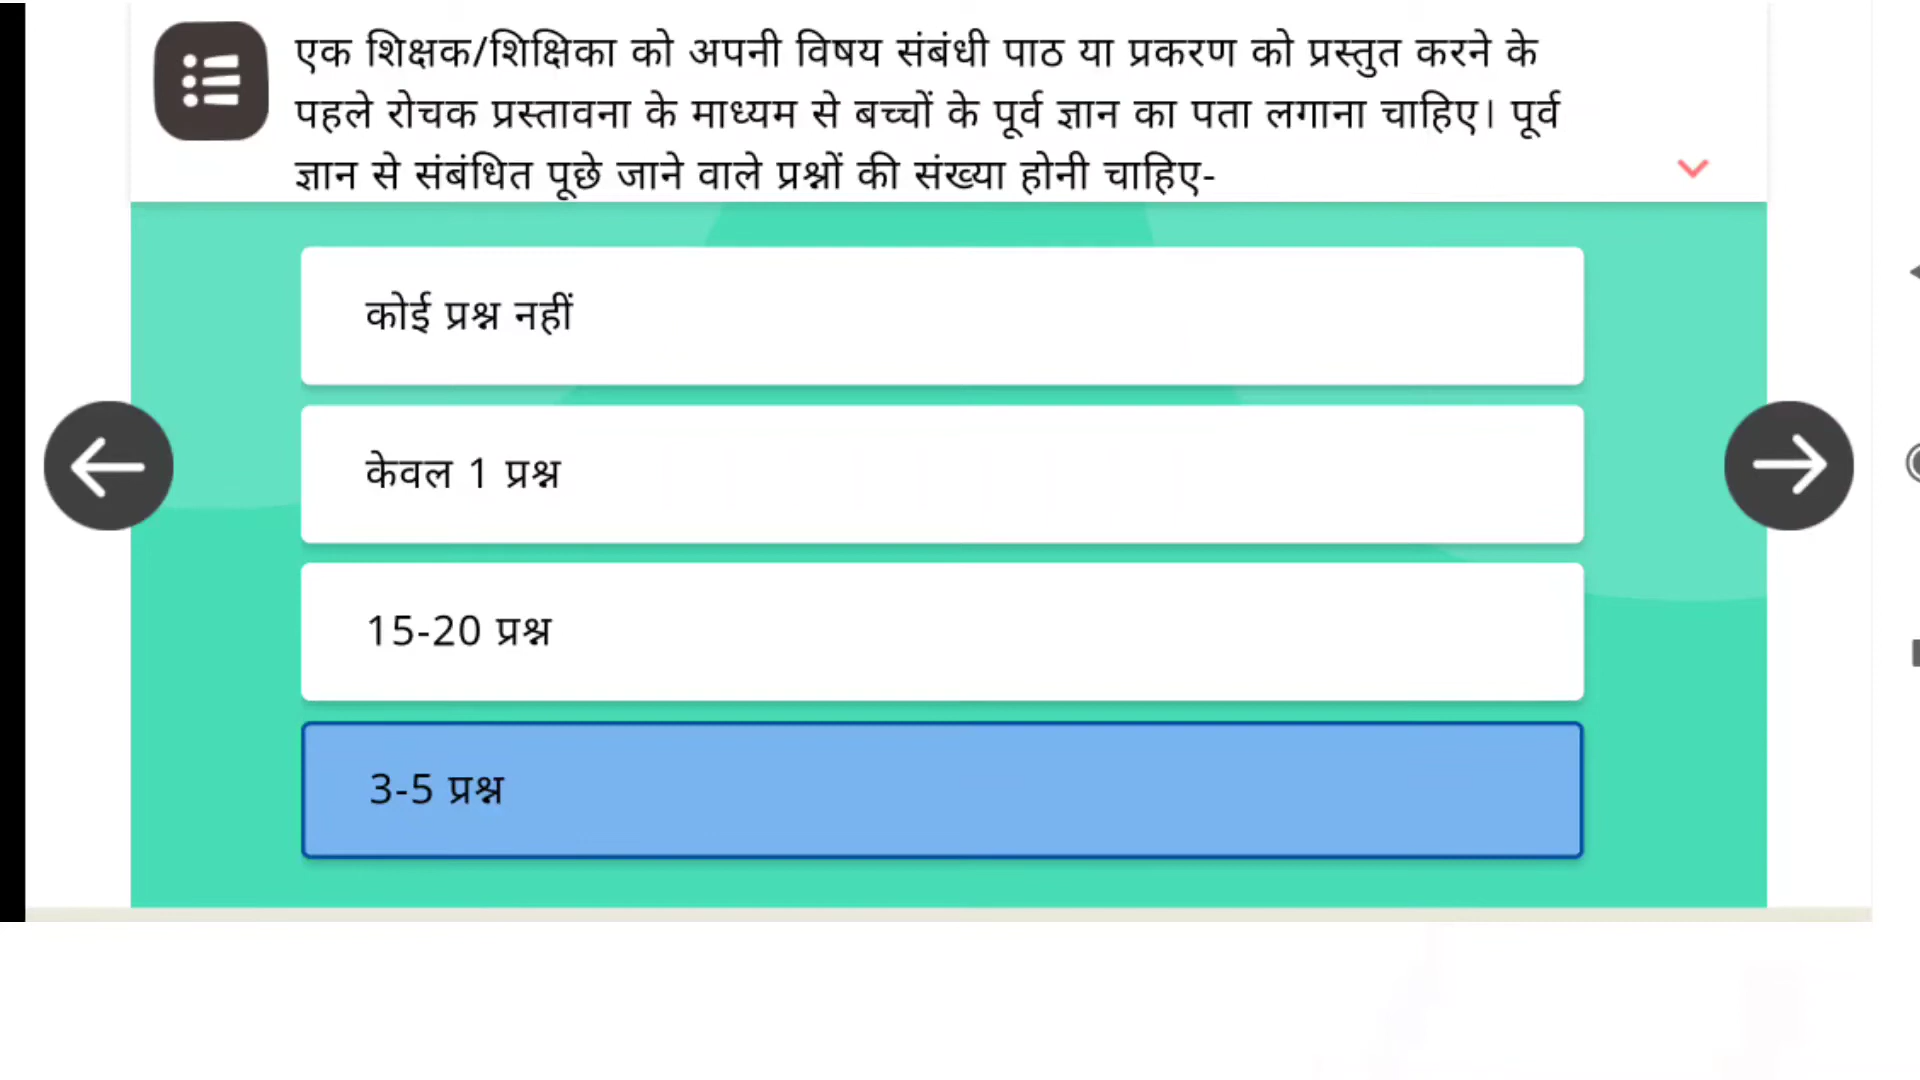 एक शिक्षक/शिक्षिका को अपनी विषय संबंधी पाठ या प्रकरण को प्रस्तुत करने के
पहले रोचक प्रस्तावना के माध्यम से बच्चों के पूर्व ज्ञान का पता लगाना चाहिए। पूर्व
ज्ञान से संबंधित पूछे जाने वाले प्रश्नों की संख्या होनी चाहिए-
कोई प्रश्न नहीं
केवल 1 प्रश्न
15-20 प्रश्न
3-5 प्रश्न